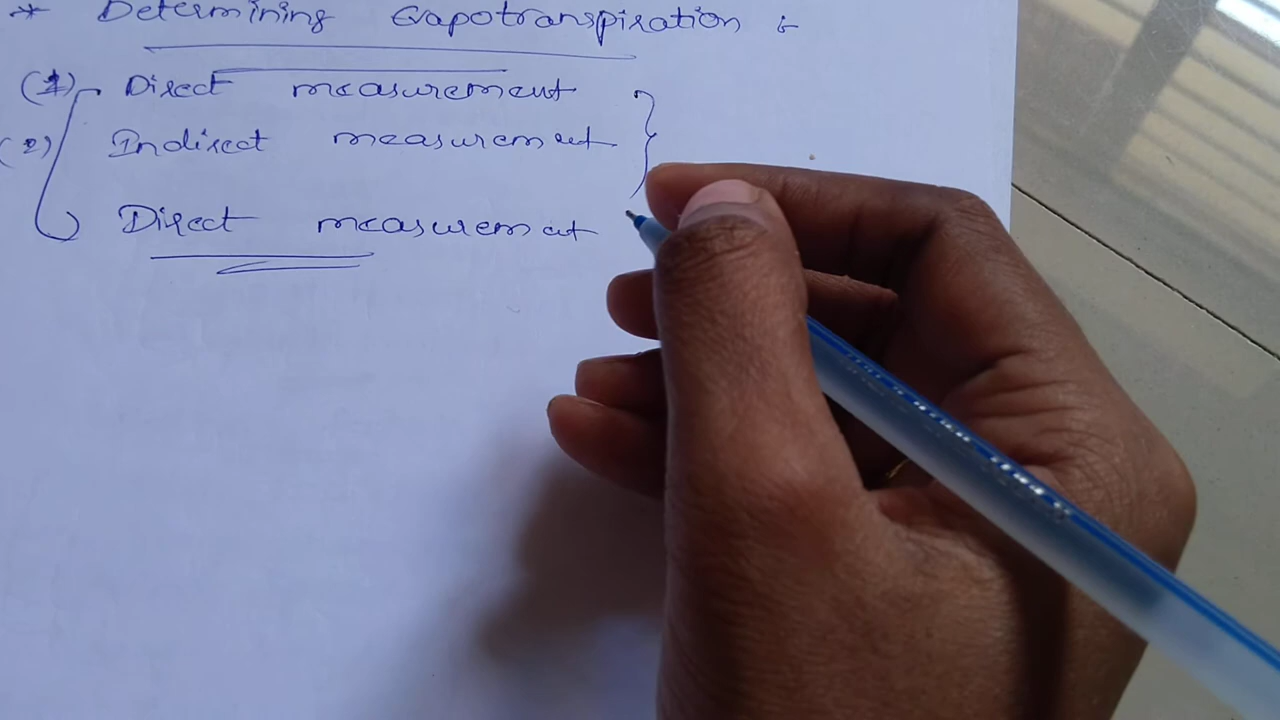 * Determining Evapotranspiration :-
(1) Direct measurement
(2) Indirect measurement
Direct measurement